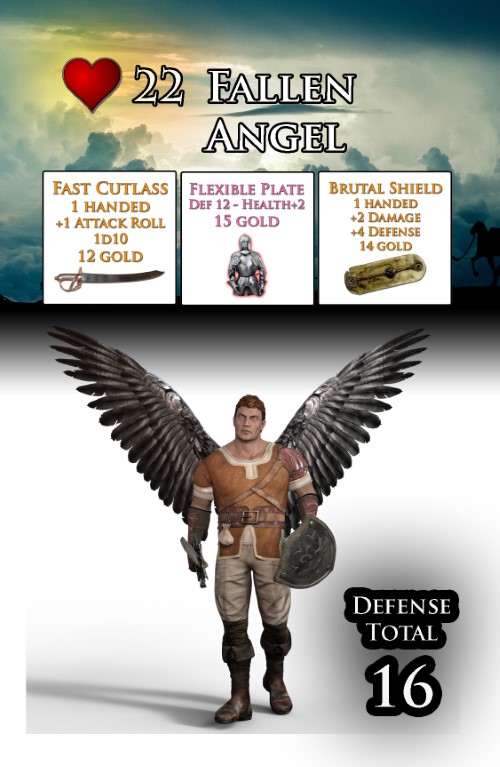 22 Fallen
Angel
Fast Cutlass
1 handed
+1 Attack Roll
1D10
12 gold
Flexible Plate
Def 12 - Health+2
15 gold
Brutal Shield
1 handed
+2 Damage
+4 Defense
14 gold
Defense
Total
16